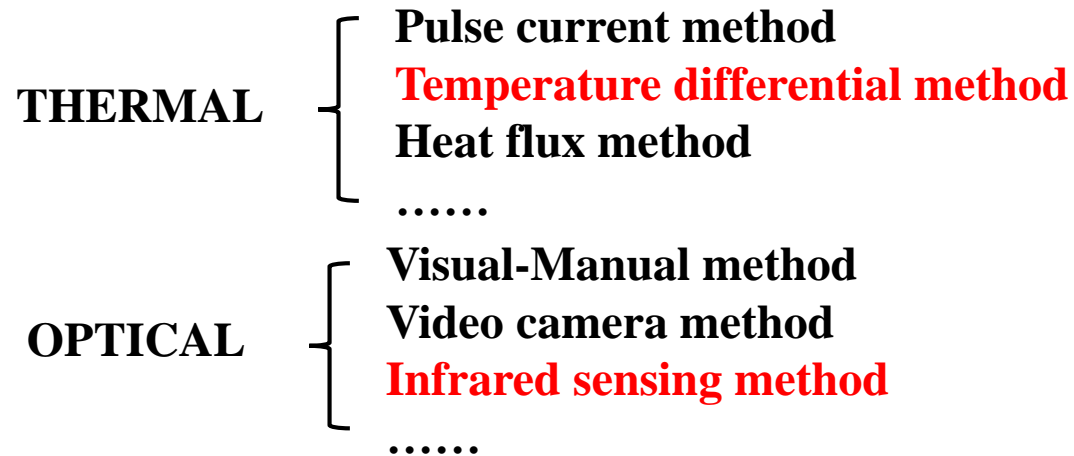 THERMAL
Pulse current method
Temperature differential method
Heat flux method
……
OPTICAL
Visual-Manual method
Video camera method
Infrared sensing method
……